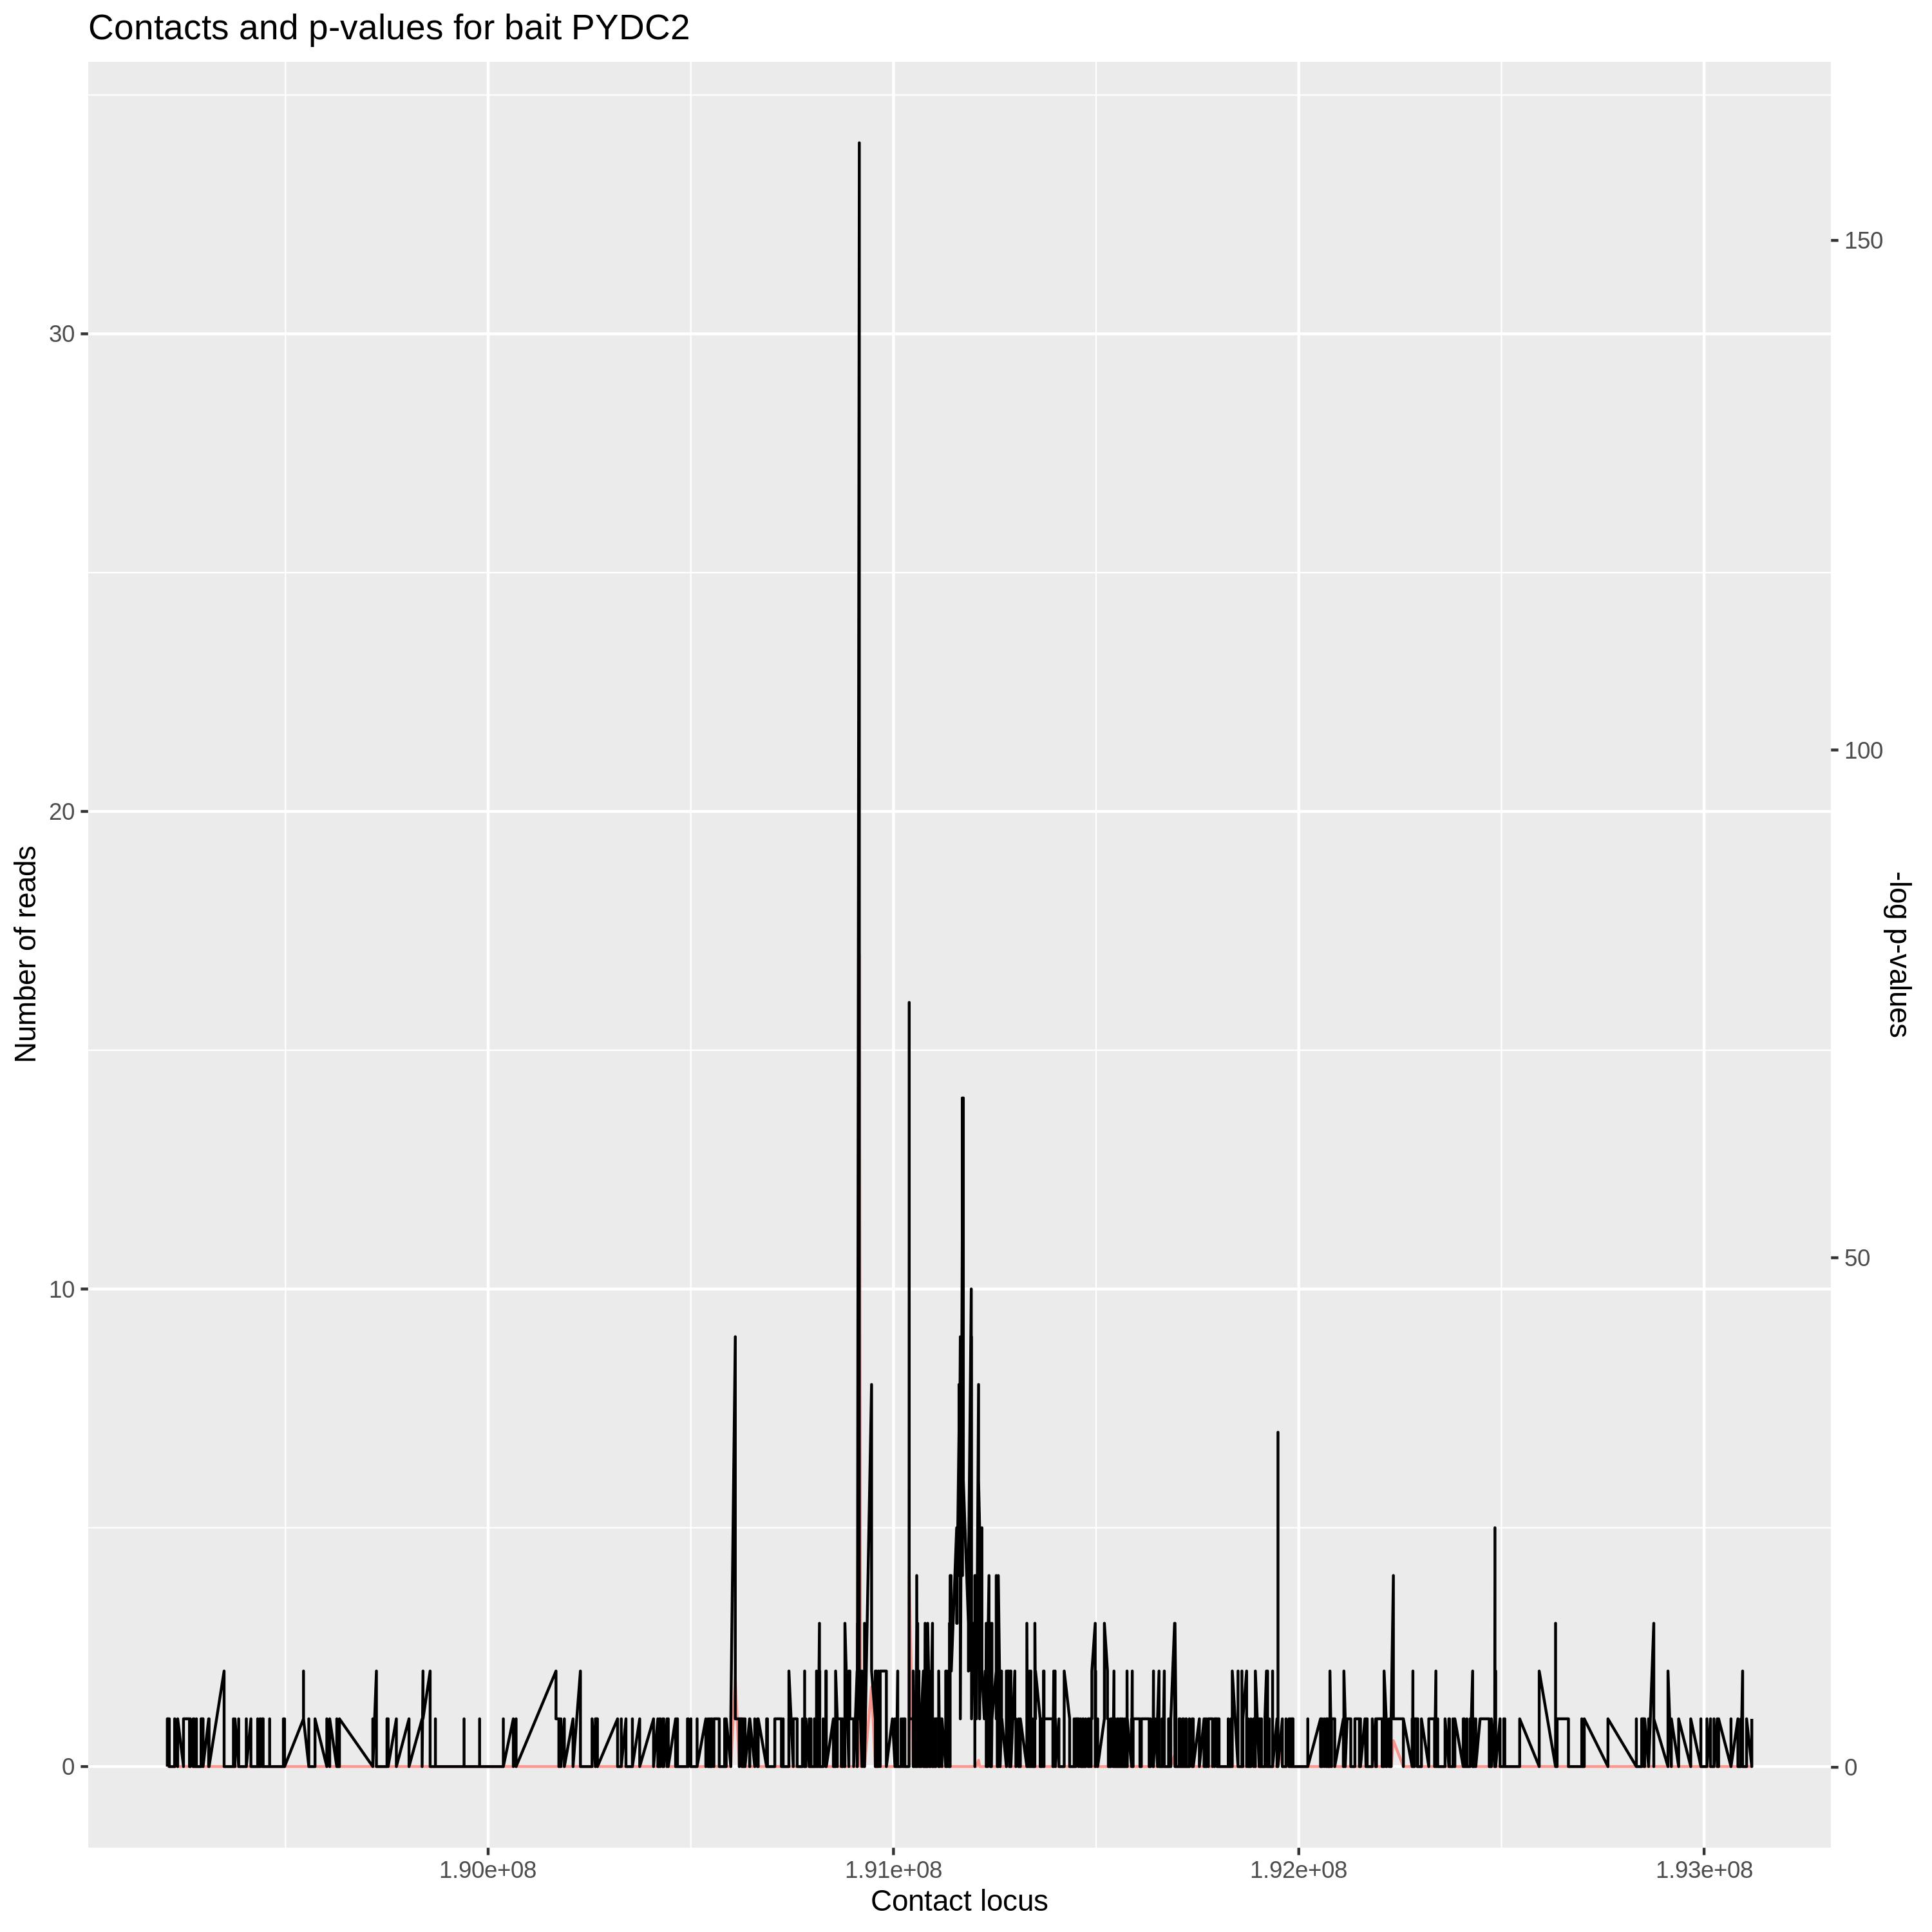 Contacts and p-values for bait PYDC2
Number of reads
30
20
10
0
150
100
50
0
-log p-values
1.90e+08
1.91e+08
1.92e+08
1.93e+08
Contact locus